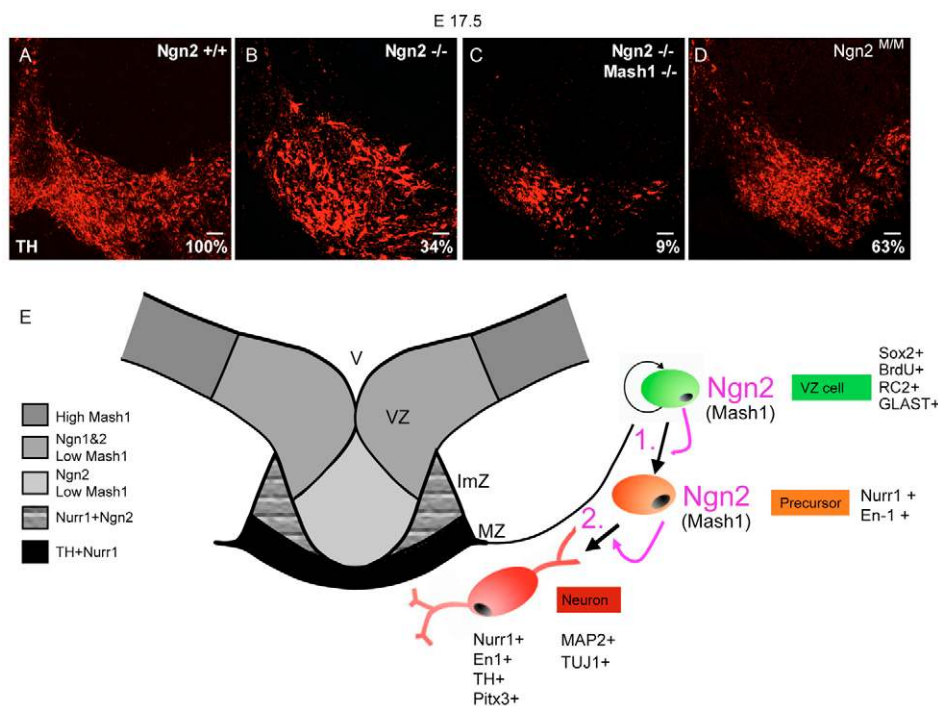 E 17.5
A
Ngn2 +/+
TH
100%
B
Ngn2 -/-
34%
C
Ngn2 -/-
Mash1 -/-
9%
D
Ngn2 M/M
63%
E
High Mash1
Ngn1&2
Low Mash1
Ngn2
Low Mash1
Nurr1+Ngn2
TH+Nurr1
V
VZ
ImZ
MZ
Ngn2
(Mash1)
VZ cell
Sox2+
BrdU+
RC2+
GLAST+
1.
Ngn2
(Mash1)
Precursor
Nurr1 +
En-1 +
2.
Neuron
Nurr1+
En1+
TH+
Pitx3+
MAP2+
TUJ1+